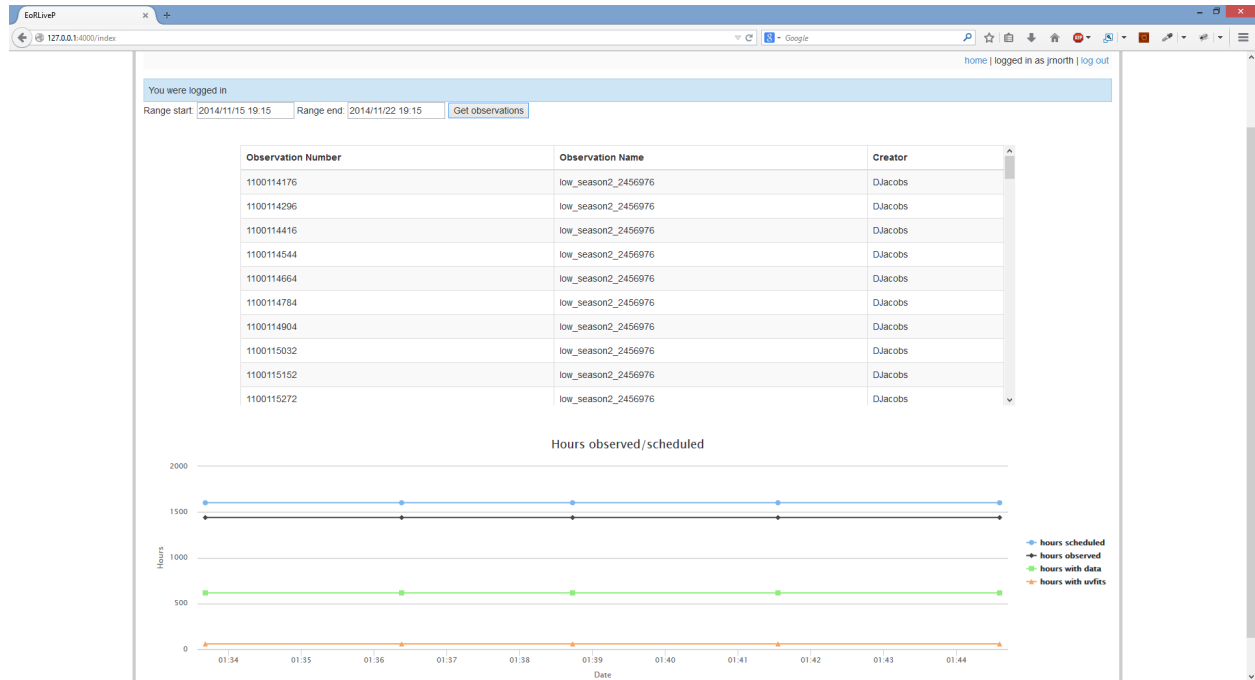 EoRLiveP
127.0.0.1:4000/index
Google
home | logged in as jrnorth | log out
You were logged in
Range start: 2014/11/15 19:15 Range end: 2014/11/22 19:15 Get observations
Observation Number Observation Name Creator
1100114176 low_season2_2456976 DJacobs
1100114296 low_season2_2456976 DJacobs
1100114416 low_season2_2456976 DJacobs
1100114544 low_season2_2456976 DJacobs
1100114664 low_season2_2456976 DJacobs
1100114784 low_season2_2456976 DJacobs
1100114904 low_season2_2456976 DJacobs
1100115032 low_season2_2456976 DJacobs
1100115152 low_season2_2456976 DJacobs
1100115272 low_season2_2456976 DJacobs
Hours observed/scheduled
2000
1500
1000
500
0
Hours
hours scheduled
hours observed
hours with data
hours with uvfits
01:34 01:35 01:36 01:37 01:38 01:39 01:40 01:41 01:42 01:43 01:44
Date